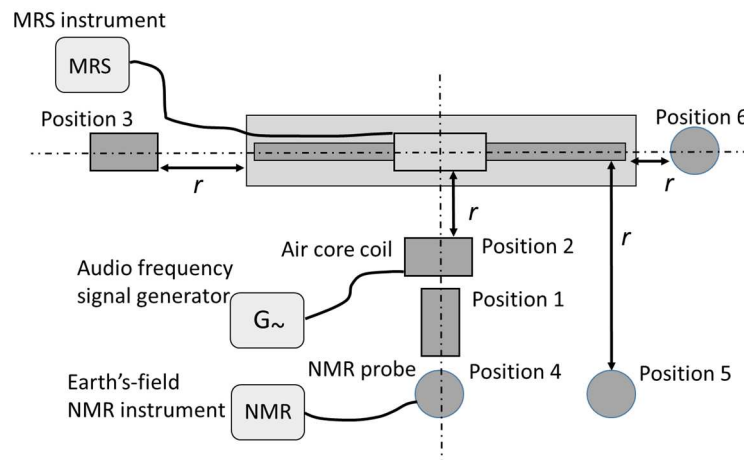 MRS instrument
MRS
Position 3
Position 6
r
r
r
r
Air core coil
Position 2
Audio frequency
signal generator
G~
Position 1
NMR probe
Position 4
Position 5
Earth's-field
NMR instrument
NMR